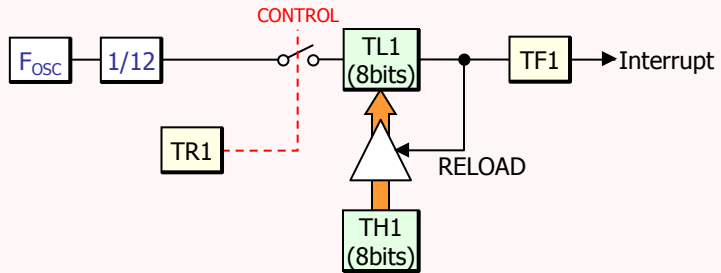 CONTROL
FOSC
1/12
TL1
(8bits)
TF1
Interrupt
TR1
RELOAD
TH1
(8bits)